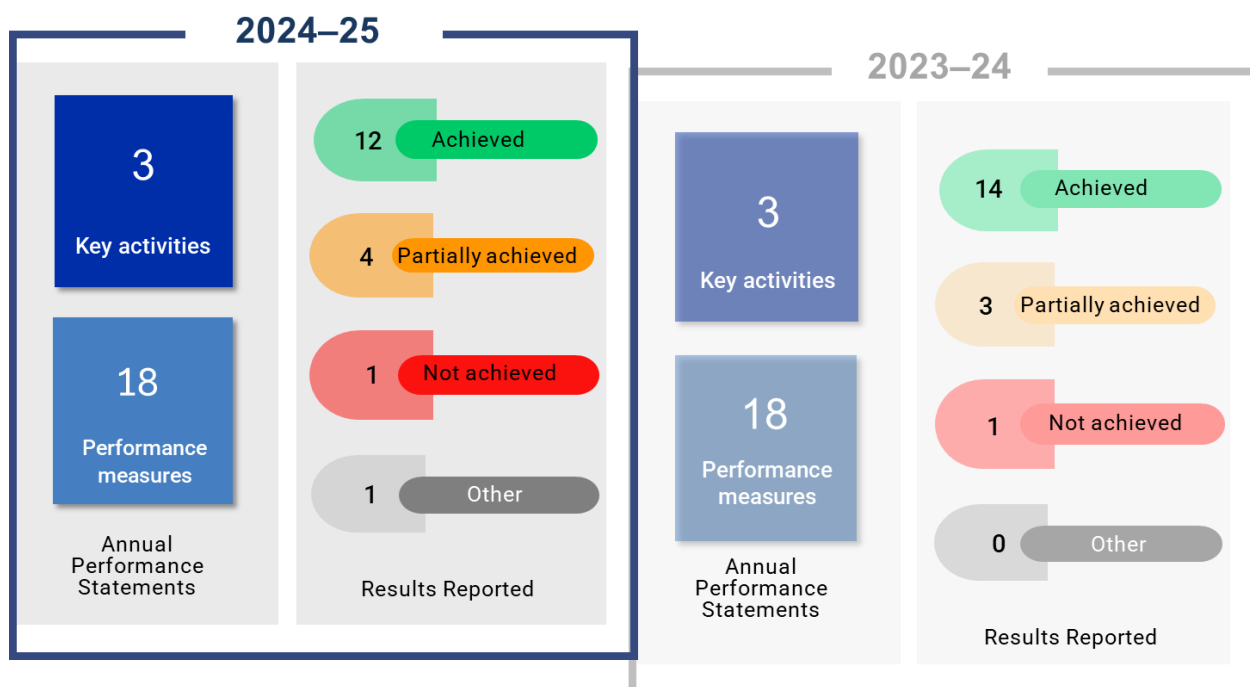 2024–25
3
Key activities
18
Performance
measures
Annual
Performance
Statements
12 Achieved
4 Partially achieved
1 Not achieved
1 Other
Results Reported
2023–24
3
Key activities
18
Performance
measures
Annual
Performance
Statements
14 Achieved
3 Partially achieved
1 Not achieved
0 Other
Results Reported